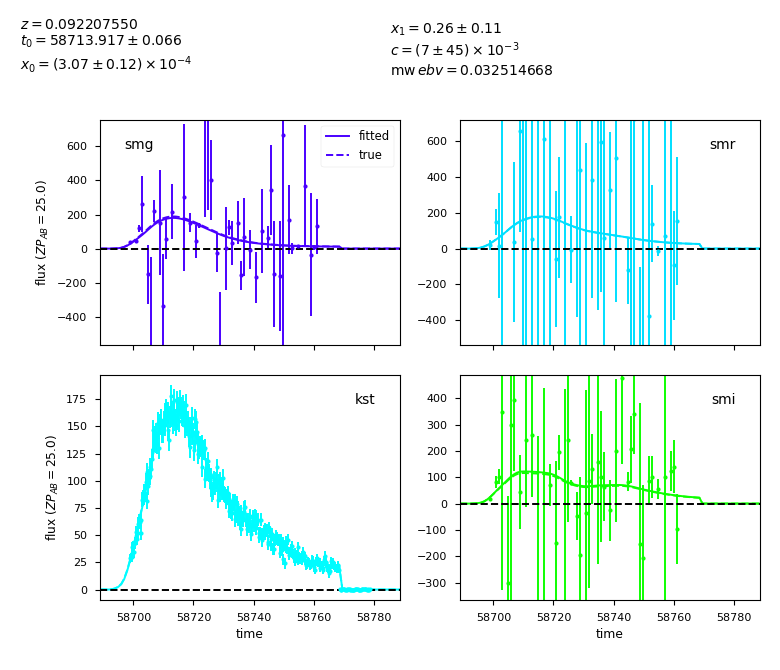 z = 0.092207550
t₀ = 58713.917 ± 0.066
x₀ = (3.07 ± 0.12) × 10⁻⁴
x₁ = 0.26 ± 0.11
c = (7 ± 45) × 10⁻³
mw ebv = 0.032514668
smg
fitted
true
600
400
200
0
−200
−400
flux (ZP_AB = 25.0)
smr
600
400
200
0
−200
−400
kst
175
150
125
100
75
50
25
0
flux (ZP_AB = 25.0)
58700 58720 58740 58760 58780
time
smi
400
300
200
100
0
−100
−200
−300
58700 58720 58740 58760 58780
time